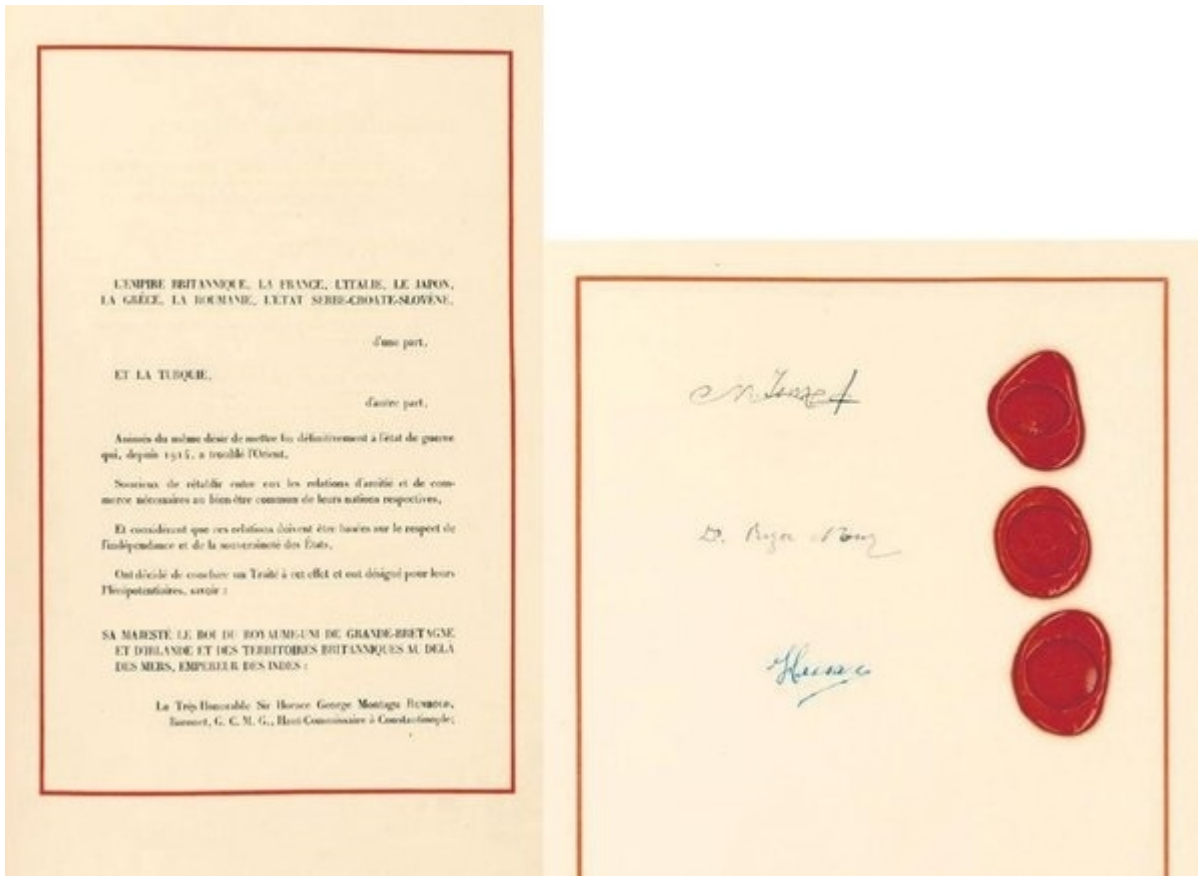 L'EMPIRE BRITANNIQUE, LA FRANCE, L'ITALIE, LE JAPON,
LA GRÈCE, LA ROUMANIE, L'ETAT SERBE-CROATE-SLOVÈNE,
d'une part,
ET LA TURQUIE,
d'autre part,
Animés du même désir de mettre fin définitivement à l'état de guerre
qui, depuis 1914, a troublé l'Orient,
Soucieux de rétablir entre eux les relations d'amitié et de com-
merce nécessaires au bien-être commun de leurs nations respectives,
Et considérant que ces relations doivent être basées sur le respect de
l'indépendance et de la souveraineté des États,
Ont décidé de conclure un Traité à cet effet et ont désigné pour leurs
Plénipotentiaires, savoir :
SA MAJESTÉ LE ROI DU ROYAUME-UNI DE GRANDE-BRETAGNE
ET D'IRLANDE ET DES TERRITOIRES BRITANNIQUES AU DELÀ
DES MERS, EMPEREUR DES INDES :
Le Très Honorable Sir Horace George Montagu RUMBOLD,
Baronet, G. C. M. G., Haut-Commissaire à Constantinople;
Hassan